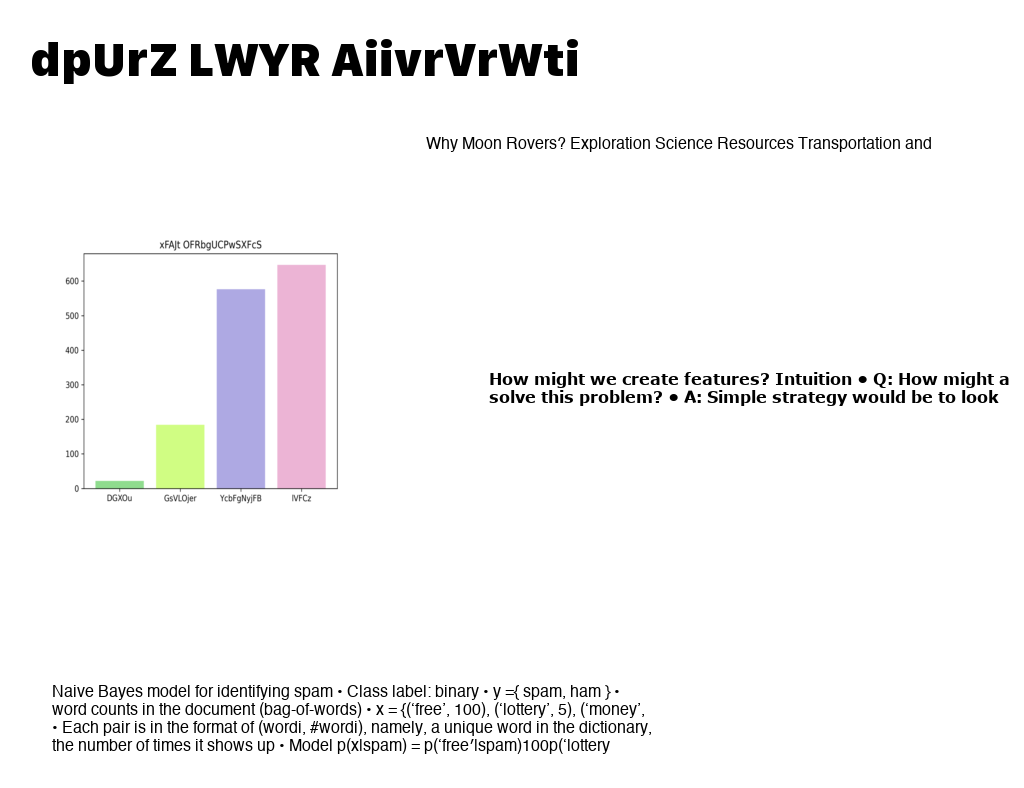 dpUrZ LWYR AiivrVrWti
Why Moon Rovers? Exploration Science Resources Transportation and
xFAJt OFRbgUCPwSXFcS
600
500
400
300
200
100
0
DGXOu GsVLOjer YcbFgNyjFB IVFCz
How might we create features? Intuition ● Q: How might a
solve this problem? ● A: Simple strategy would be to look
Naive Bayes model for identifying spam • Class label: binary • y ={ spam, ham } •
word counts in the document (bag-of-words) • x = {(‘free’, 100), (‘lottery’, 5), (‘money’,
• Each pair is in the format of (wordi, #wordi), namely, a unique word in the dictionary,
the number of times it shows up • Model p(x|spam) = p(‘free′|spam)100p(‘lottery